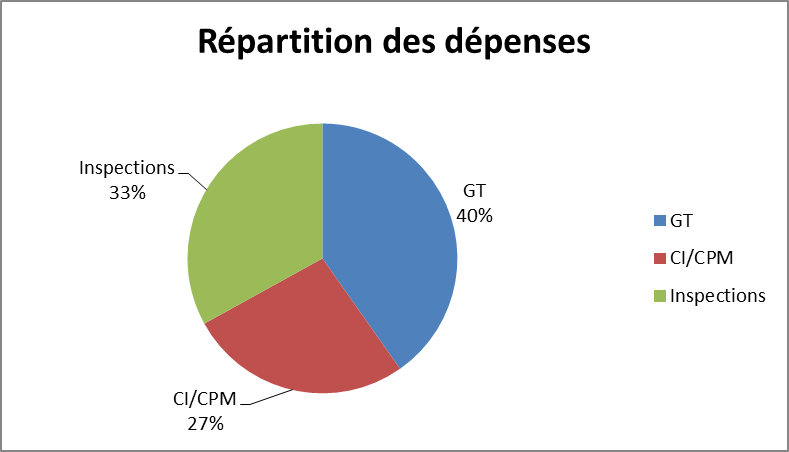 Répartition des dépenses
Inspections
33%
GT
40%
CI/CPM
27%
GT
CI/CPM
Inspections